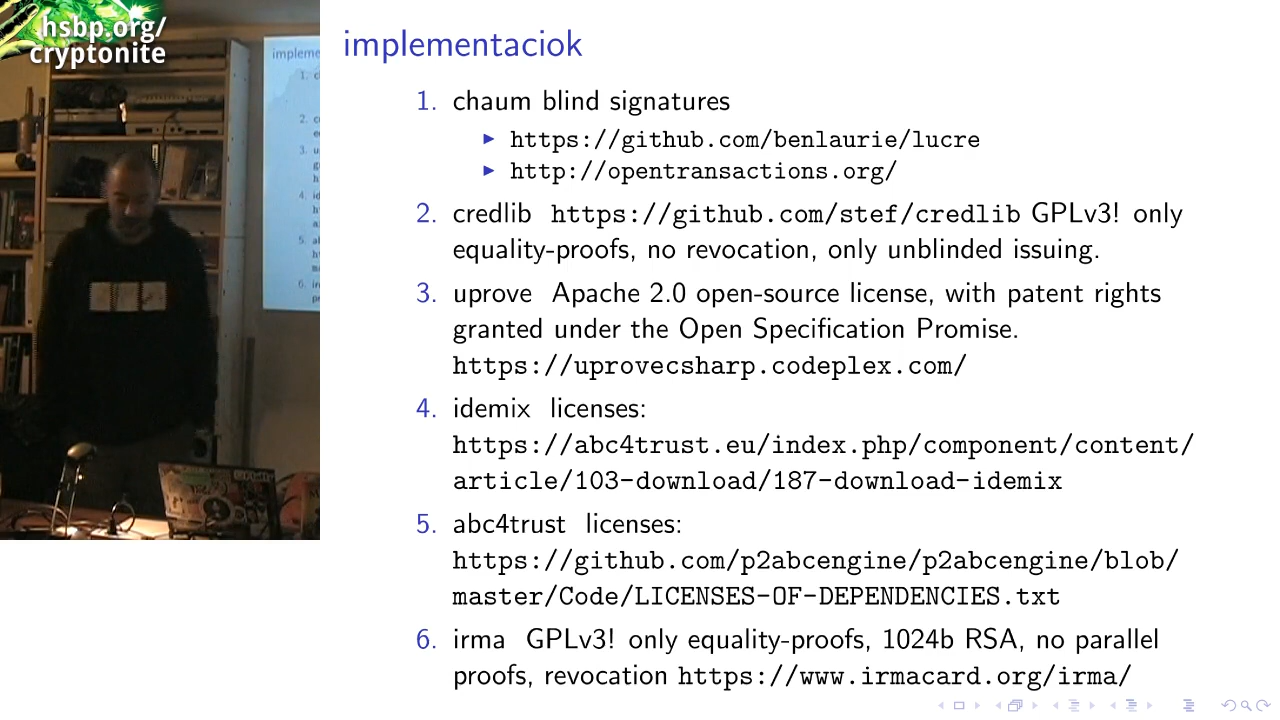 hsbp.org/
cryptonite
implementaciok
1. chaum blind signatures
https://github.com/benlaurie/lucre
http://opentransactions.org/
2. credlib https://github.com/stef/credlib GPLv3! only
equality-proofs, no revocation, only unblinded issuing.
3. uprove Apache 2.0 open-source license, with patent rights
granted under the Open Specification Promise.
https://uprovecsharp.codeplex.com/
4. idemix licenses:
https://abc4trust.eu/index.php/component/content/
article/103-download/187-download-idemix
5. abc4trust licenses:
https://github.com/p2abcengine/p2abcengine/blob/
master/Code/LICENSES-OF-DEPENDENCIES.txt
6. irma GPLv3! only equality-proofs, 1024b RSA, no parallel
proofs, revocation https://www.irmacard.org/irma/